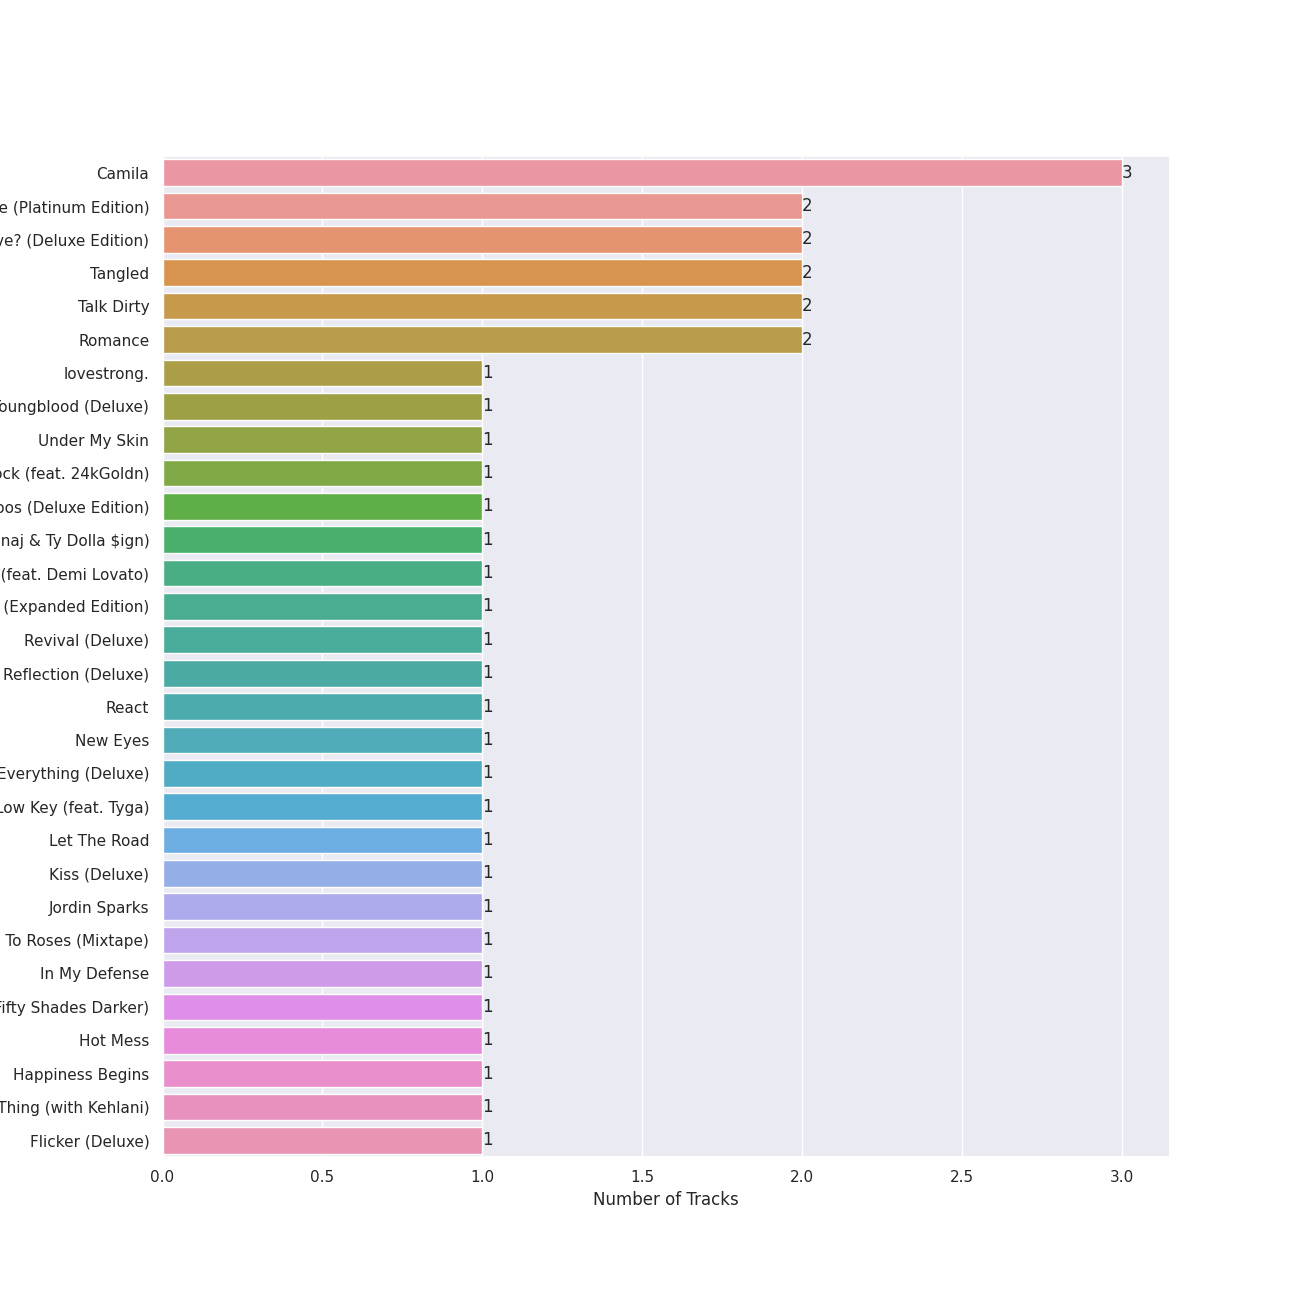 Camila 3
e (Platinum Edition) 2
ve? (Deluxe Edition) 2
Tangled 2
Talk Dirty 2
Romance 2
lovestrong. 1
oungblood (Deluxe) 1
Under My Skin 1
ock (feat. 24kGoldn) 1
oos (Deluxe Edition) 1
naj & Ty Dolla $ign) 1
(feat. Demi Lovato) 1
(Expanded Edition) 1
Revival (Deluxe) 1
Reflection (Deluxe) 1
React 1
New Eyes 1
Everything (Deluxe) 1
Low Key (feat. Tyga) 1
Let The Road 1
Kiss (Deluxe) 1
Jordin Sparks 1
To Roses (Mixtape) 1
In My Defense 1
Fifty Shades Darker) 1
Hot Mess 1
Happiness Begins 1
Thing (with Kehlani) 1
Flicker (Deluxe) 1
0.0 0.5 1.0 1.5 2.0 2.5 3.0
Number of Tracks